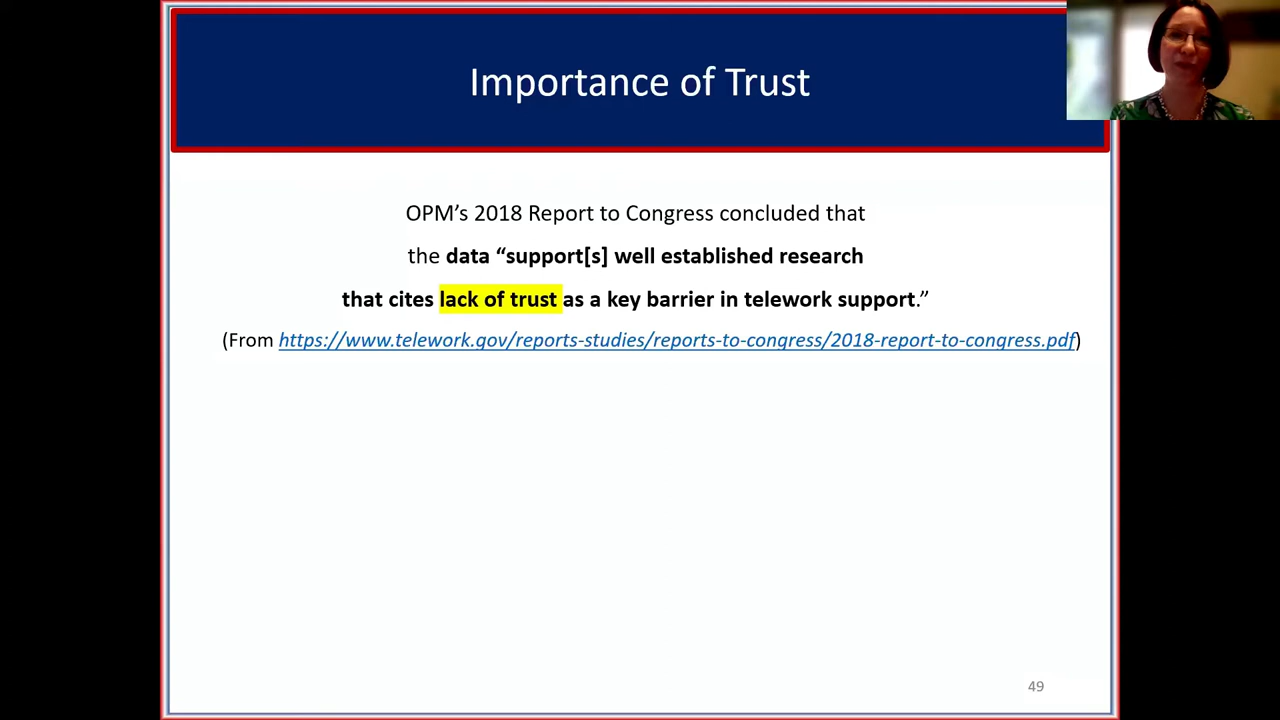 Importance of Trust
OPM’s 2018 Report to Congress concluded that
the data “support[s] well established research
that cites lack of trust as a key barrier in telework support.”
(From https://www.telework.gov/reports-studies/reports-to-congress/2018-report-to-congress.pdf)
49